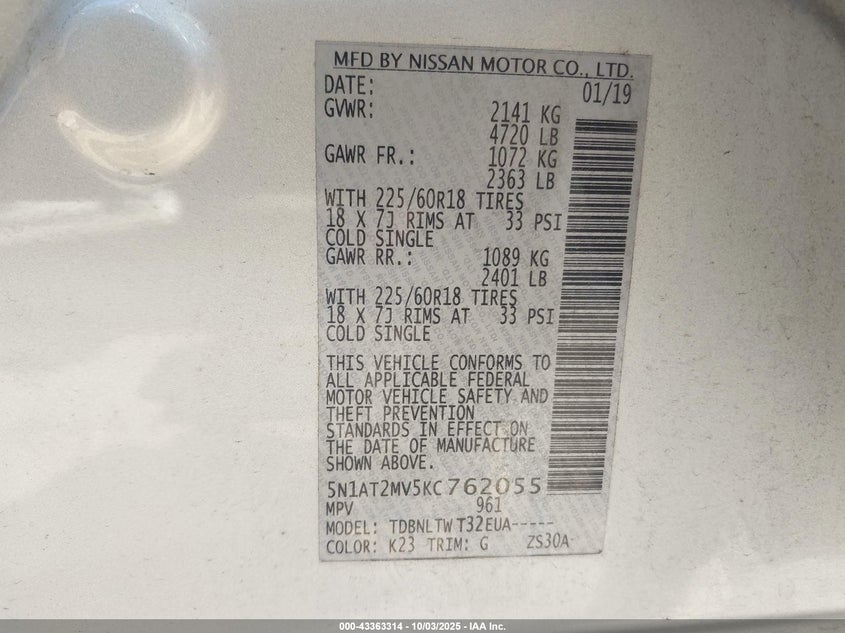 MFD BY NISSAN MOTOR CO., LTD.
DATE: 01/19
GVWR: 2141 KG
4720 LB
GAWR FR.: 1072 KG
2363 LB
WITH 225/60R18 TIRES
18 X 7J RIMS AT 33 PSI
COLD SINGLE
GAWR RR.: 1089 KG
2401 LB
WITH 225/60R18 TIRES
18 X 7J RIMS AT 33 PSI
COLD SINGLE
THIS VEHICLE CONFORMS TO
ALL APPLICABLE FEDERAL
MOTOR VEHICLE SAFETY AND
THEFT PREVENTION
STANDARDS IN EFFECT ON
THE DATE OF MANUFACTURE
SHOWN ABOVE.
5N1AT2MV5KC762055
MPV 961
MODEL: TDBNLTW T32EUA-----
COLOR: K23 TRIM: G ZS30A
000-43363314 - 10/03/2025 - IAA Inc.